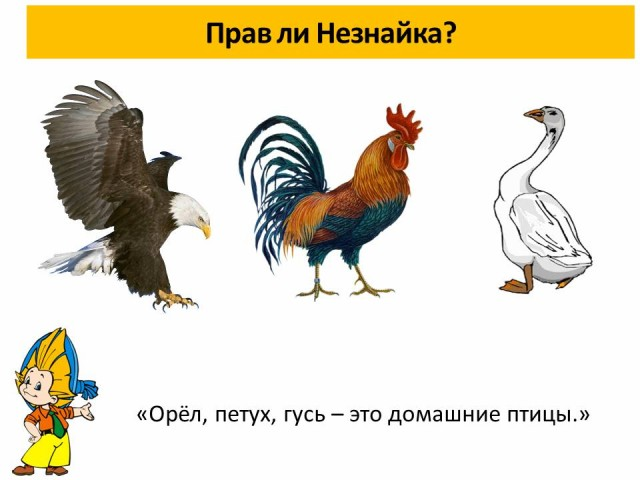 Прав ли Незнайка?
«Орёл, петух, гусь – это домашние птицы.»